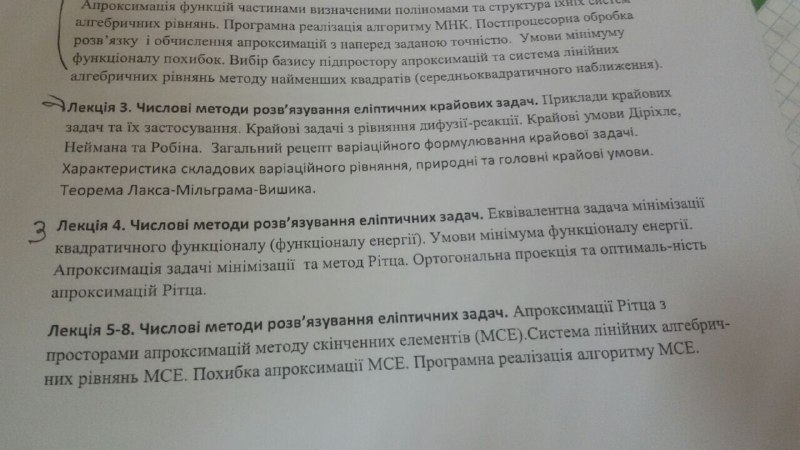 Апроксимація функцій частинами визначеними поліномами та структура їхніх систем
алгебричних рівнянь. Програмна реалізація алгоритму МНК. Постпроцесорна обробка
розв’язку і обчислення апроксимацій з наперед заданою точністю. Умови мінімуму
функціоналу похибок. Вибір базису підпростору апроксимацій та система лінійних
алгебричних рівнянь методу найменших квадратів (середньоквадратичного наближення).
Лекція 3. Числові методи розв’язування еліптичних крайових задач. Приклади крайових
задач та їх застосування. Крайові задачі з рівняння дифузії-реакції. Крайові умови Діріхле,
Неймана та Робіна. Загальний рецепт варіаційного формулювання крайової задачі.
Характеристика складових варіаційного рівняння, природні та головні крайові умови.
Теорема Лакса-Мільграма-Вишика.
3 Лекція 4. Числові методи розв’язування еліптичних задач. Еквівалентна задача мінімізації
квадратичного функціоналу (функціоналу енергії). Умови мінімума функціоналу енергії.
Апроксимація задачі мінімізації та метод Рітца. Ортогональна проекція та оптималь-ність
апроксимацій Рітца.
Лекція 5-8. Числові методи розв’язування еліптичних задач. Апроксимації Рітца з
просторами апроксимацій методу скінченних елементів (МСЕ).Система лінійних алгебрич-
них рівнянь МСЕ. Похибка апроксимації МСЕ. Програмна реалізація алгоритму МСЕ.